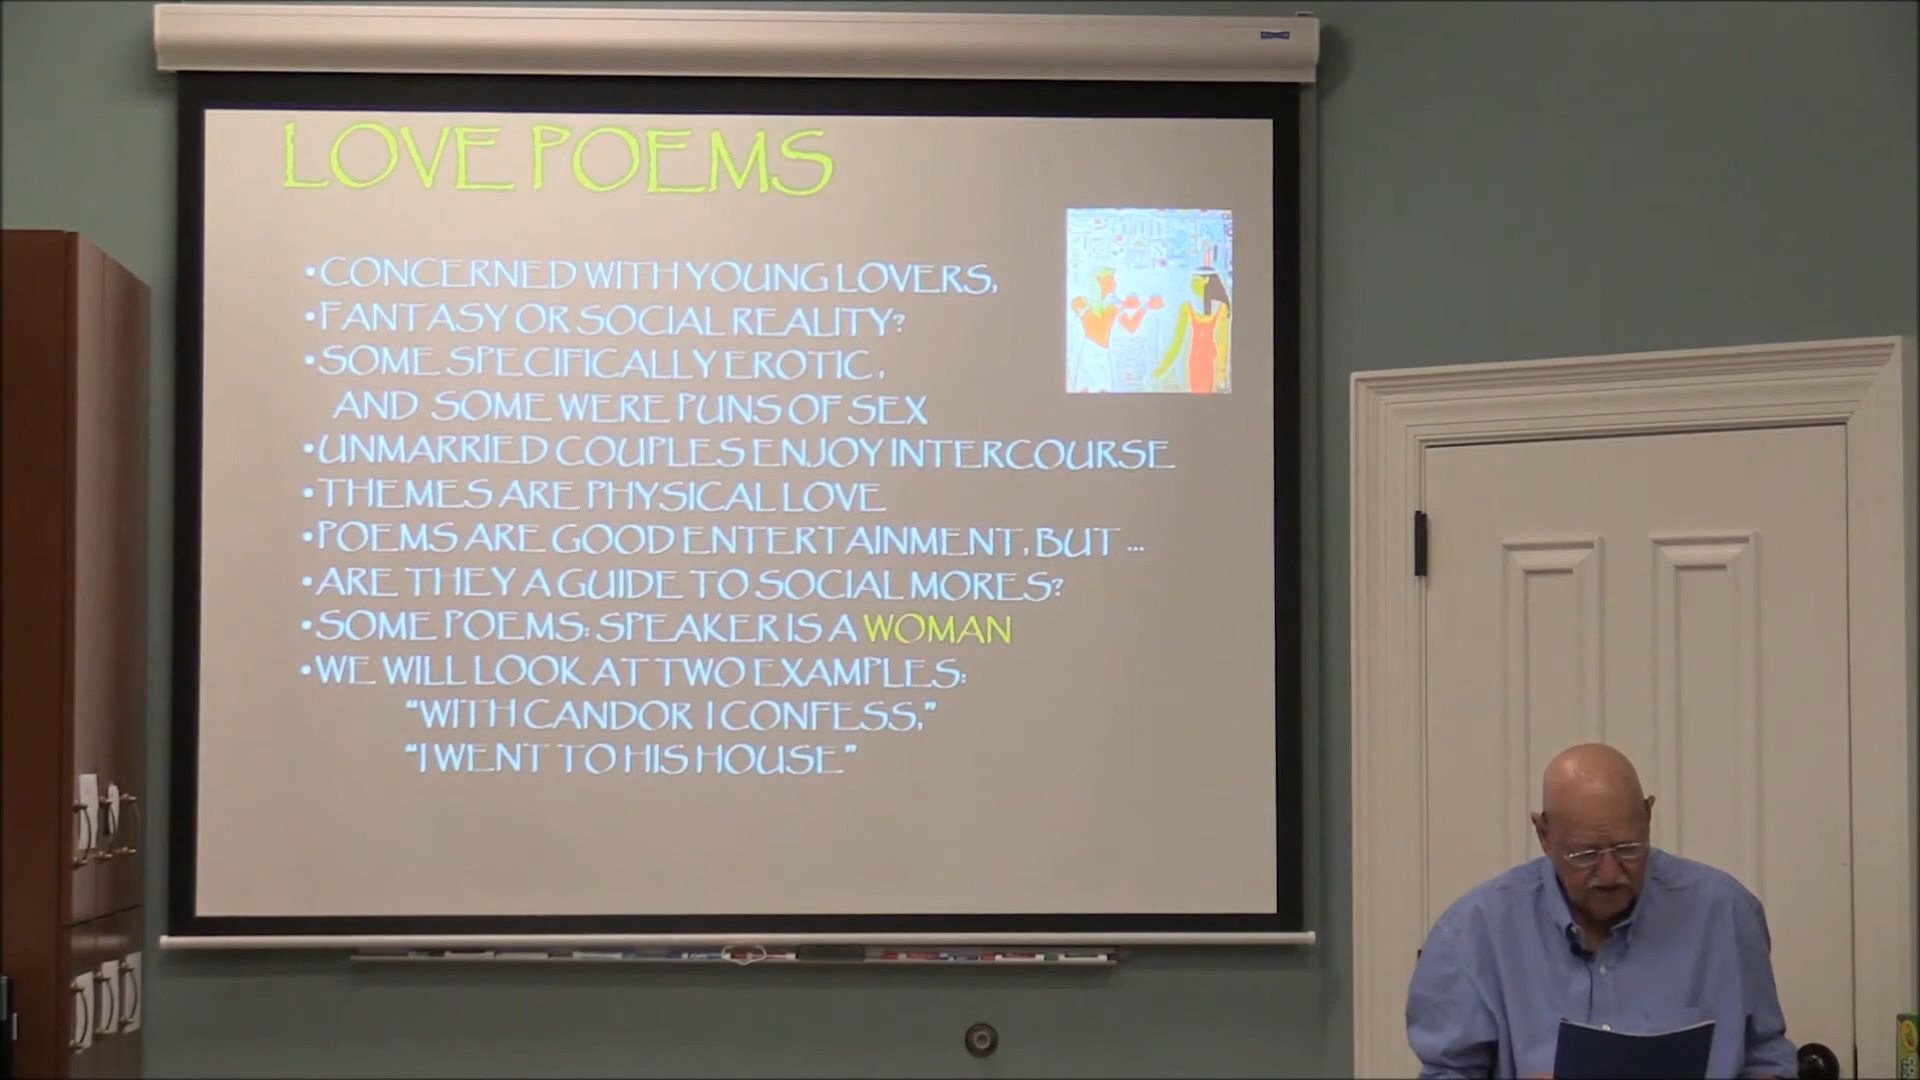 LOVE POEMS
•CONCERNED WITH YOUNG LOVERS,
•FANTASY OR SOCIAL REALITY?
•SOME SPECIFICALLY EROTIC,
AND SOME WERE PUNS OF SEX
•UNMARRIED COUPLES ENJOY INTERCOURSE
•THEMES ARE PHYSICAL LOVE
•POEMS ARE GOOD ENTERTAINMENT, BUT ...
•ARE THEY A GUIDE TO SOCIAL MORES?
•SOME POEMS: SPEAKER IS A WOMAN
•WE WILL LOOK AT TWO EXAMPLES:
"WITH CANDOR I CONFESS,"
"I WENT TO HIS HOUSE"